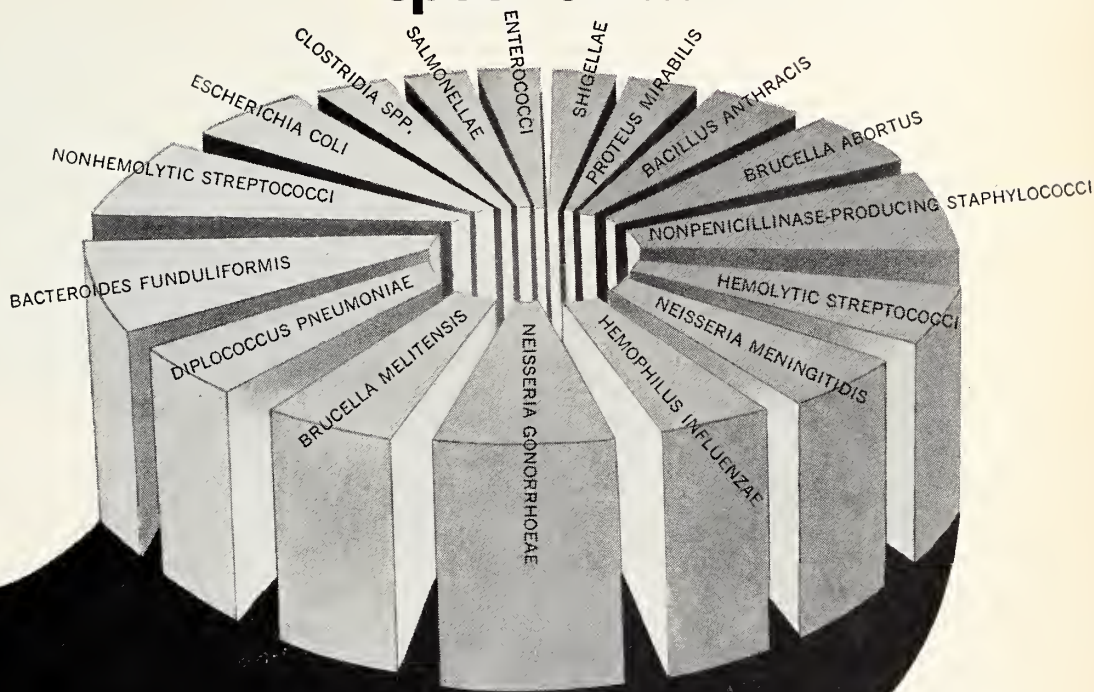 ENTEROCOCCI
SHIGELLAE
PROTEUS MIRABILIS
BACILLUS ANTHRACIS
BRUCELLA ABORTUS
NONPENICILLINASE-PRODUCING STAPHYLOCOCCI
HEMOLYTIC STREPTOCOCCI
NEISSERIA MENINGITIDIS
HEMOPHILUS INFLUENZAE
NEISSERIA GONORRHOEAE
BRUCELLA MELITENSIS
DIPLOCOCCUS PNEUMONIAE
BACTEROIDES FUNDULIFORMIS
NONHEMOLYTIC STREPTOCOCCI
ESCHERICHIA COLI
CLOSTRIDIA SPP.
SALMONELLAE